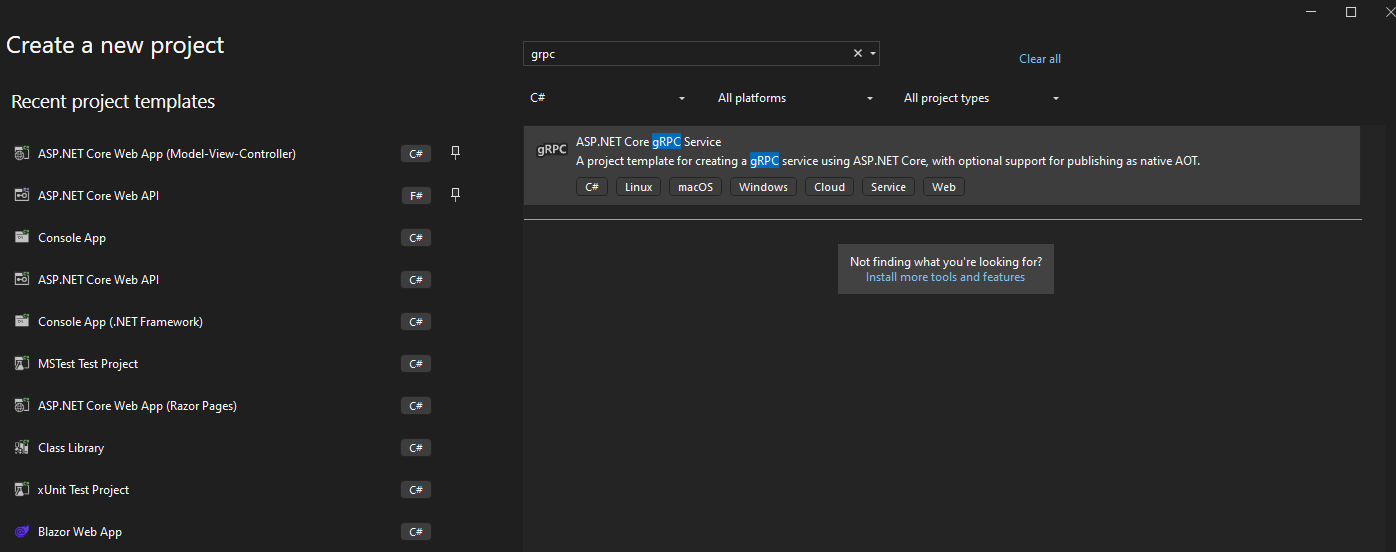 Create a new project
Recent project templates
ASP.NET Core Web App (Model-View-Controller) C#
ASP.NET Core Web API F#
Console App C#
ASP.NET Core Web API C#
Console App (.NET Framework) C#
MSTest Test Project C#
ASP.NET Core Web App (Razor Pages) C#
Class Library C#
xUnit Test Project C#
Blazor Web App C#
grpc
Clear all
C# All platforms All project types
gRPC
ASP.NET Core gRPC Service
A project template for creating a gRPC service using ASP.NET Core, with optional support for publishing as native AOT.
C# Linux macOS Windows Cloud Service Web
Not finding what you're looking for?
Install more tools and features